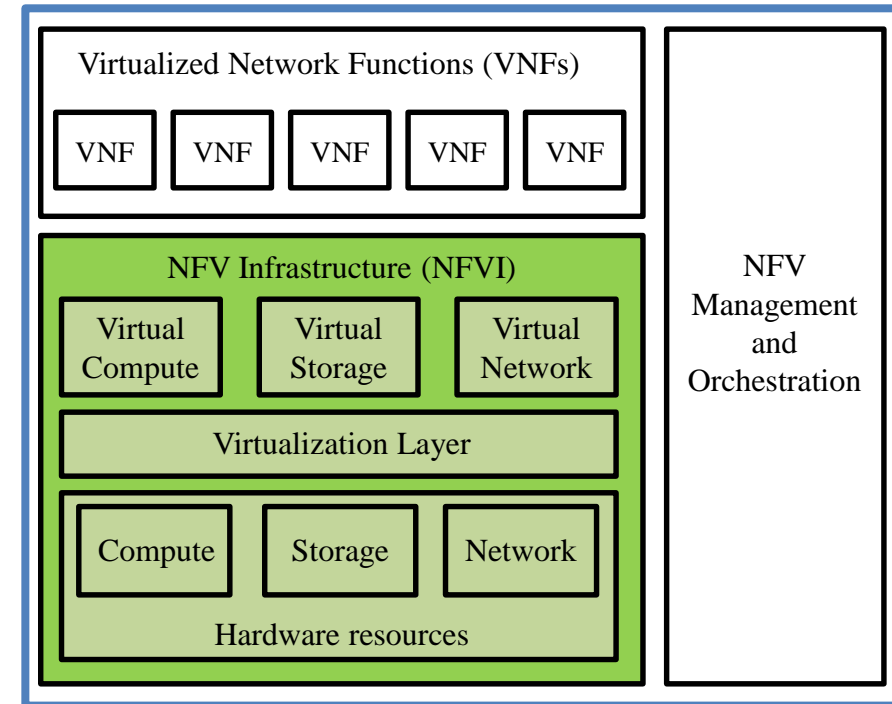 Virtualized Network Functions (VNFs)
VNF VNF VNF VNF VNF
NFV Infrastructure (NFVI)
Virtual
Compute
Virtual
Storage
Virtual
Network
Virtualization Layer
Compute Storage Network
Hardware resources
NFV
Management
and
Orchestration